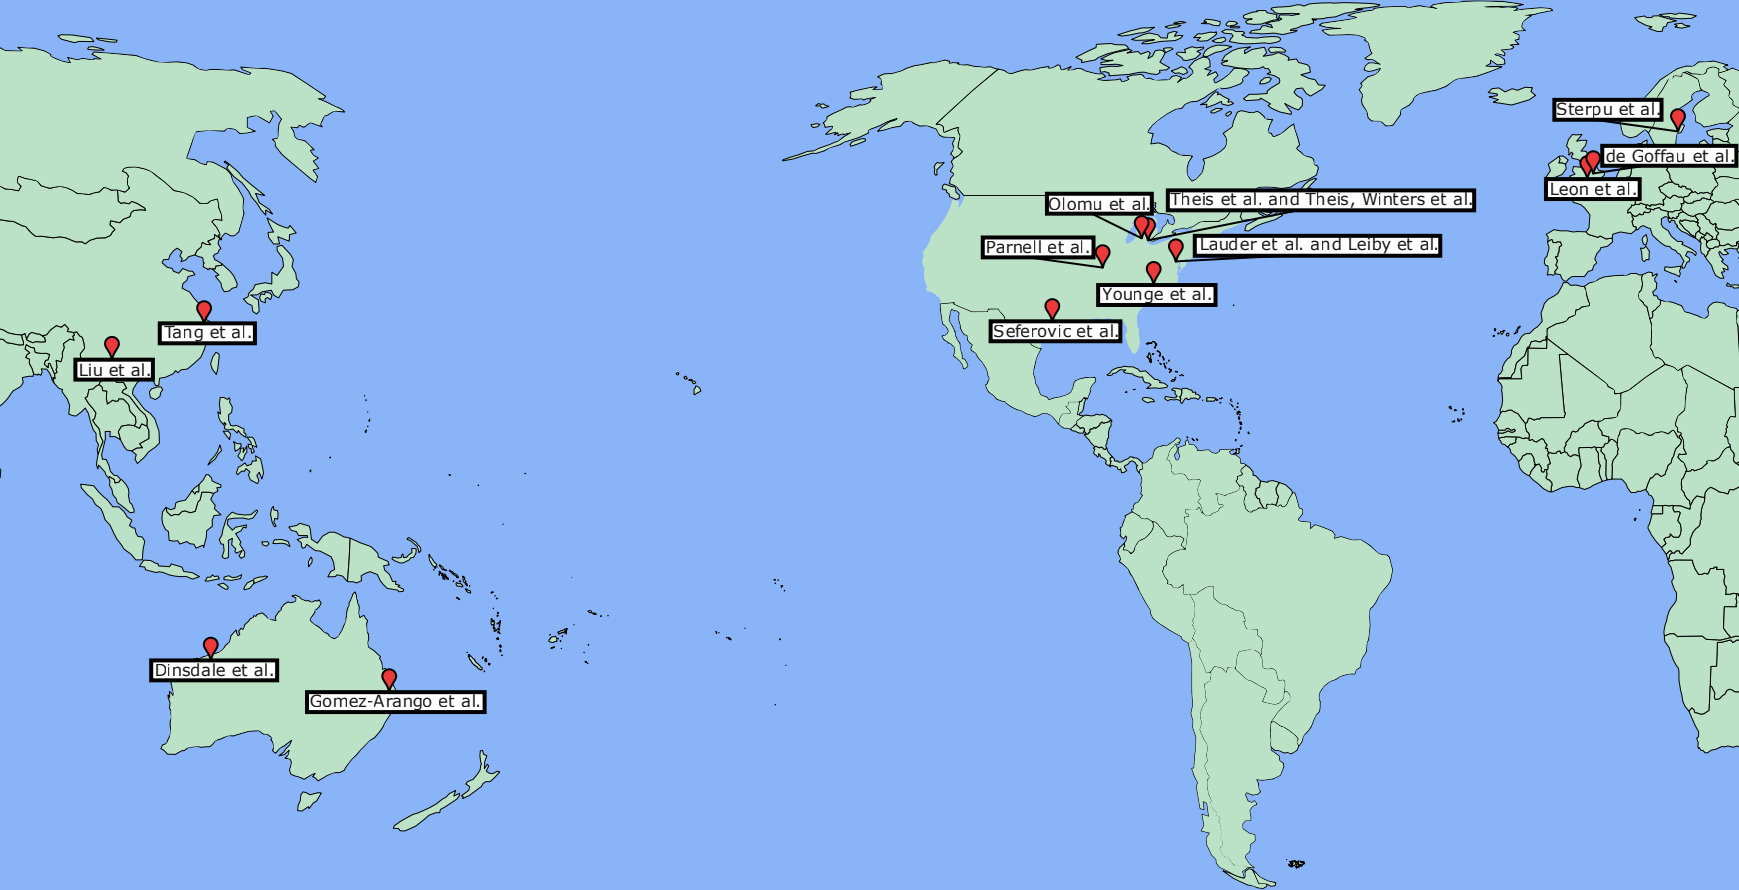 Sterpu et al.
de Goffau et al.
Leon et al.
Olomu et al.
Theis et al. and Theis, Winters et al.
Parnell et al.
Lauder et al. and Leiby et al.
Younge et al.
Seferovic et al.
Tang et al.
Liu et al.
Dinsdale et al.
Gomez-Arango et al.